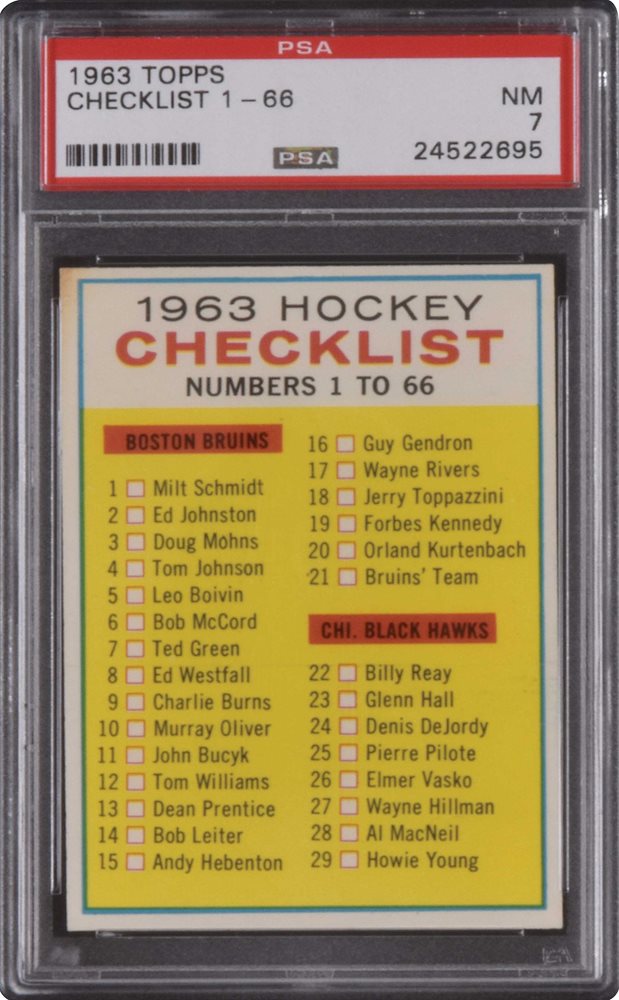 PSA
1963 TOPPS
CHECKLIST 1 - 66
NM
7
PSA
24522695
1963 HOCKEY
CHECKLIST
NUMBERS 1 TO 66
BOSTON BRUINS
1 Milt Schmidt
2 Ed Johnston
3 Doug Mohns
4 Tom Johnson
5 Leo Boivin
6 Bob McCord
7 Ted Green
8 Ed Westfall
9 Charlie Burns
10 Murray Oliver
11 John Bucyk
12 Tom Williams
13 Dean Prentice
14 Bob Leiter
15 Andy Hebenton
16 Guy Gendron
17 Wayne Rivers
18 Jerry Toppazzini
19 Forbes Kennedy
20 Orland Kurtenbach
21 Bruins' Team
CHI. BLACK HAWKS
22 Billy Reay
23 Glenn Hall
24 Denis DeJordy
25 Pierre Pilote
26 Elmer Vasko
27 Wayne Hillman
28 Al MacNeil
29 Howie Young